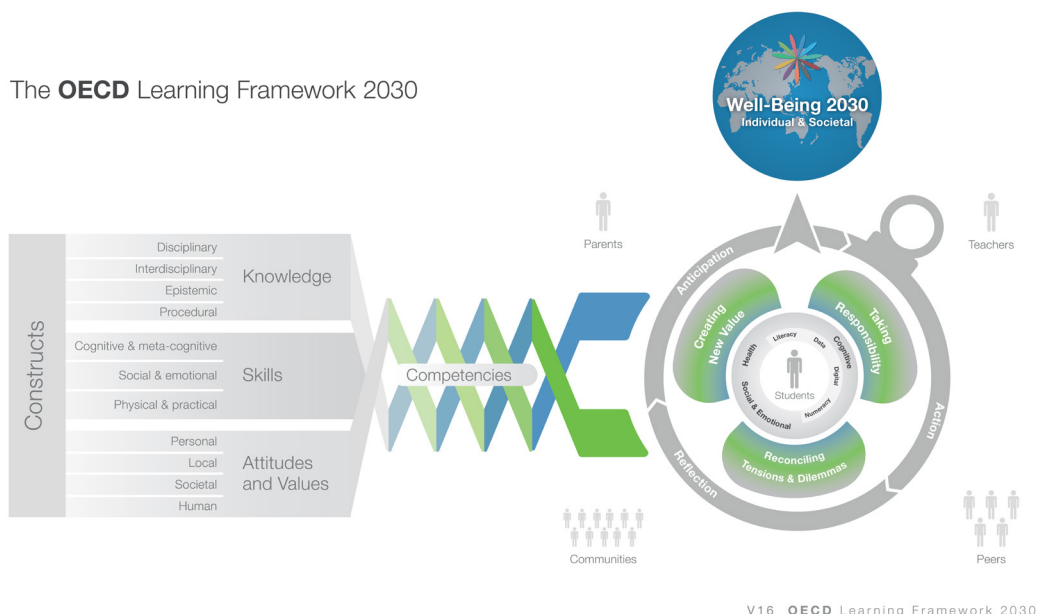 The OECD Learning Framework 2030
Well-Being 2030
Individual & Societal
Constructs
Disciplinary
Interdisciplinary
Epistemic
Procedural
Knowledge
Cognitive & meta-cognitive
Social & emotional
Physical & practical
Skills
Personal
Local
Societal
Human
Attitudes
and Values
Competencies
Parents
Teachers
Anticipation
Action
Reflection
Creating
New Value
Taking
Responsibility
Reconciling
Tensions & Dilemmas
Literacy
Data
Digital
Numeracy
Health
Cognitive
Social & Emotional
Students
Communities
Peers
V16 OECD Learning Framework 2030